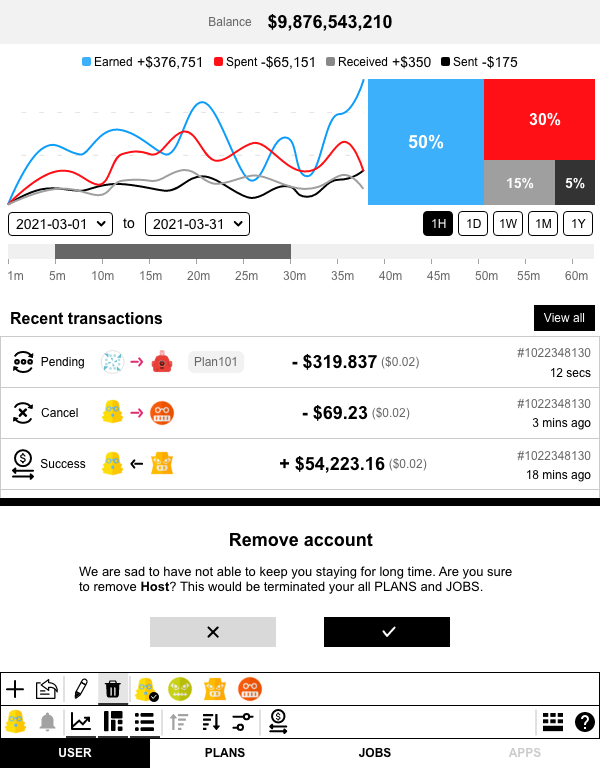 Balance $9,876,543,210
Earned +$376,751 Spent -$65,151 Received +$350 Sent -$175
50%
30%
15%
5%
2021-03-01 to 2021-03-31 1H 1D 1W 1M 1Y
1m 5m 10m 15m 20m 25m 30m 35m 40m 45m 50m 55m 60m
Recent transactions View all
Pending Plan101 - $319.837 ($0.02) #1022348130
12 secs
Cancel - $69.23 ($0.02) #1022348130
3 mins ago
Success + $54,223.16 ($0.02) #1022348130
18 mins ago
Remove account
We are sad to have not able to keep you staying for long time. Are you sure
to remove Host? This would be terminated your all PLANS and JOBS.
USER PLANS JOBS APPS